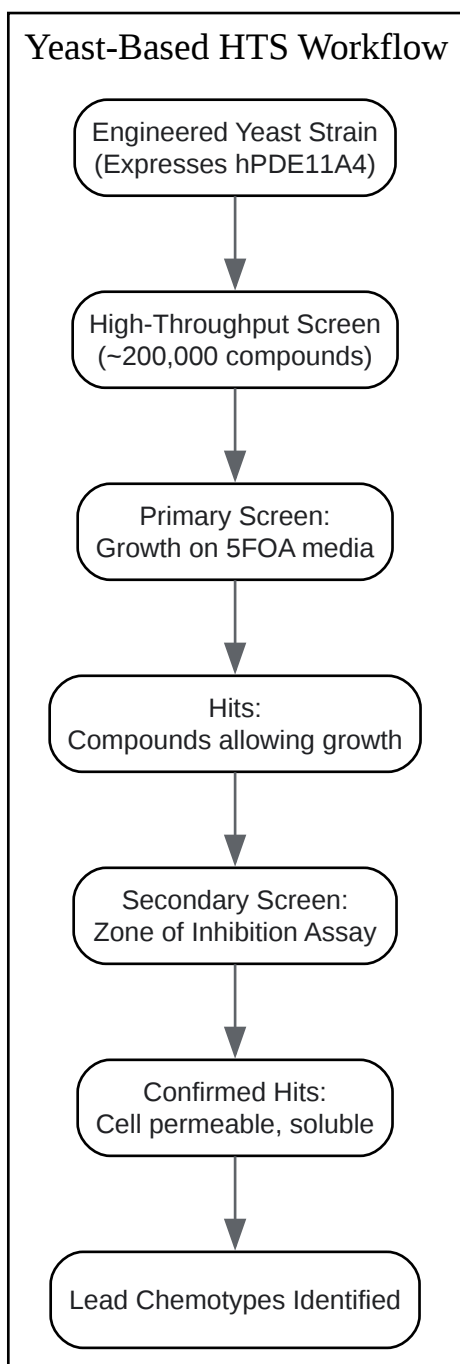 Yeast-Based HTS Workflow
Engineered Yeast Strain
(Expresses hPDE11A4)
High-Throughput Screen
(~200,000 compounds)
Primary Screen:
Growth on 5FOA media
Hits:
Compounds allowing growth
Secondary Screen:
Zone of Inhibition Assay
Confirmed Hits:
Cell permeable, soluble
Lead Chemotypes Identified